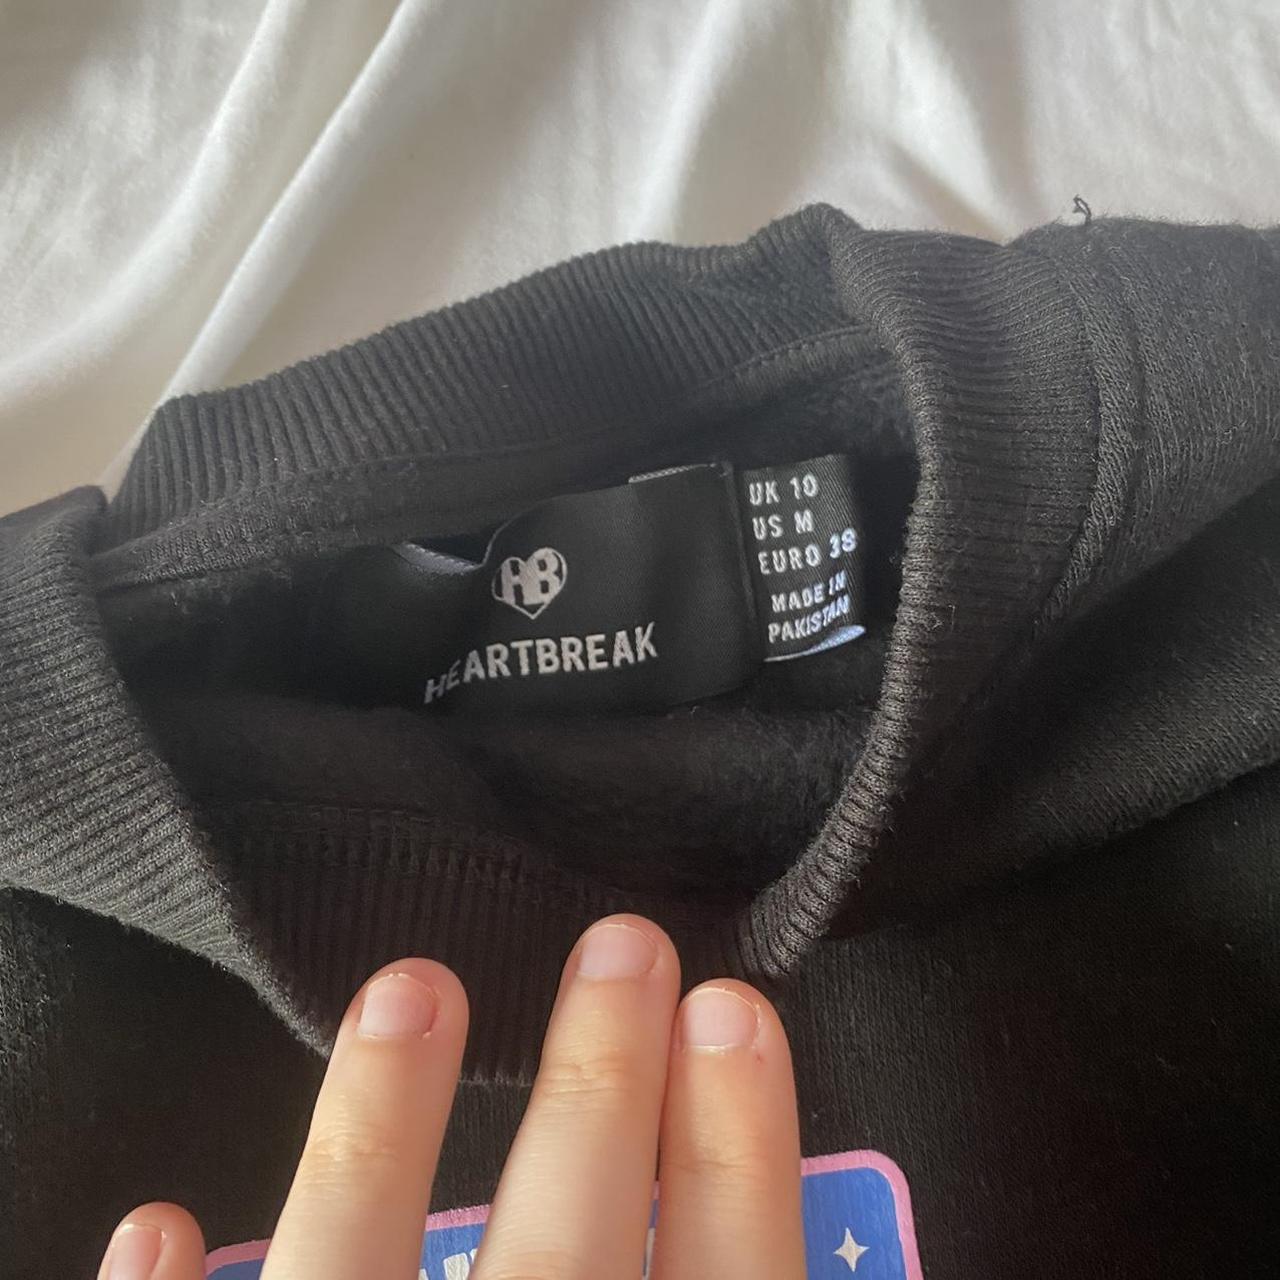 HB
HEARTBREAK
UK 10
US M
EURO 38
MADE IN
PAKISTAN